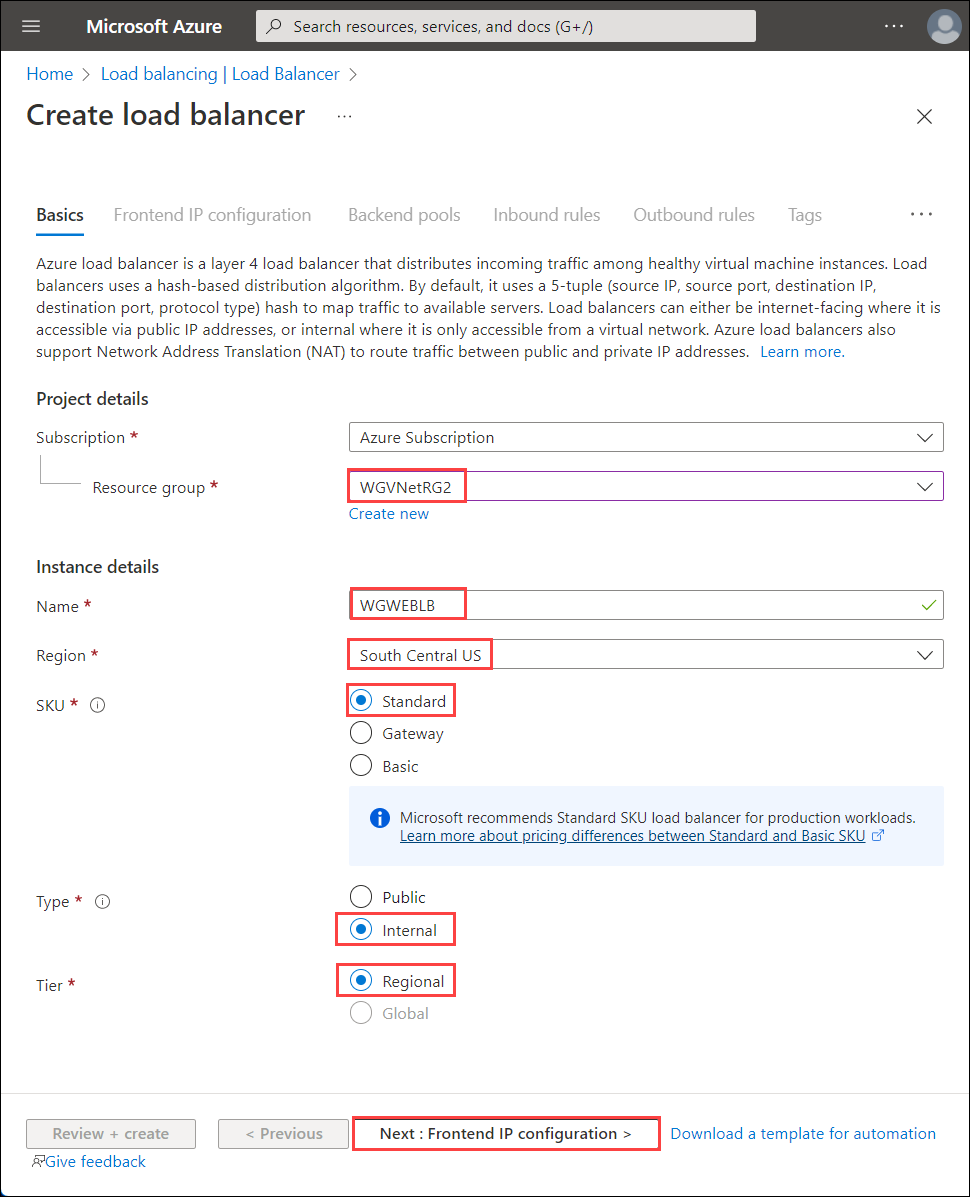 Microsoft Azure
Search resources, services, and docs (G+/)
Home > Load balancing | Load Balancer >
Create load balancer ...
Basics Frontend IP configuration Backend pools Inbound rules Outbound rules Tags ...
Azure load balancer is a layer 4 load balancer that distributes incoming traffic among healthy virtual machine instances. Load
balancers uses a hash-based distribution algorithm. By default, it uses a 5-tuple (source IP, source port, destination IP,
destination port, protocol type) hash to map traffic to available servers. Load balancers can either be internet-facing where it is
accessible via public IP addresses, or internal where it is only accessible from a virtual network. Azure load balancers also
support Network Address Translation (NAT) to route traffic between public and private IP addresses. Learn more.
Project details
Subscription * Azure Subscription
Resource group * WGVNetRG2
Create new
Instance details
Name * WGWEBLB
Region * South Central US
SKU * Standard
Gateway
Basic
Microsoft recommends Standard SKU load balancer for production workloads.
Learn more about pricing differences between Standard and Basic SKU
Type * Public
Internal
Tier * Regional
Global
Review + create < Previous Next : Frontend IP configuration > Download a template for automation
Give feedback